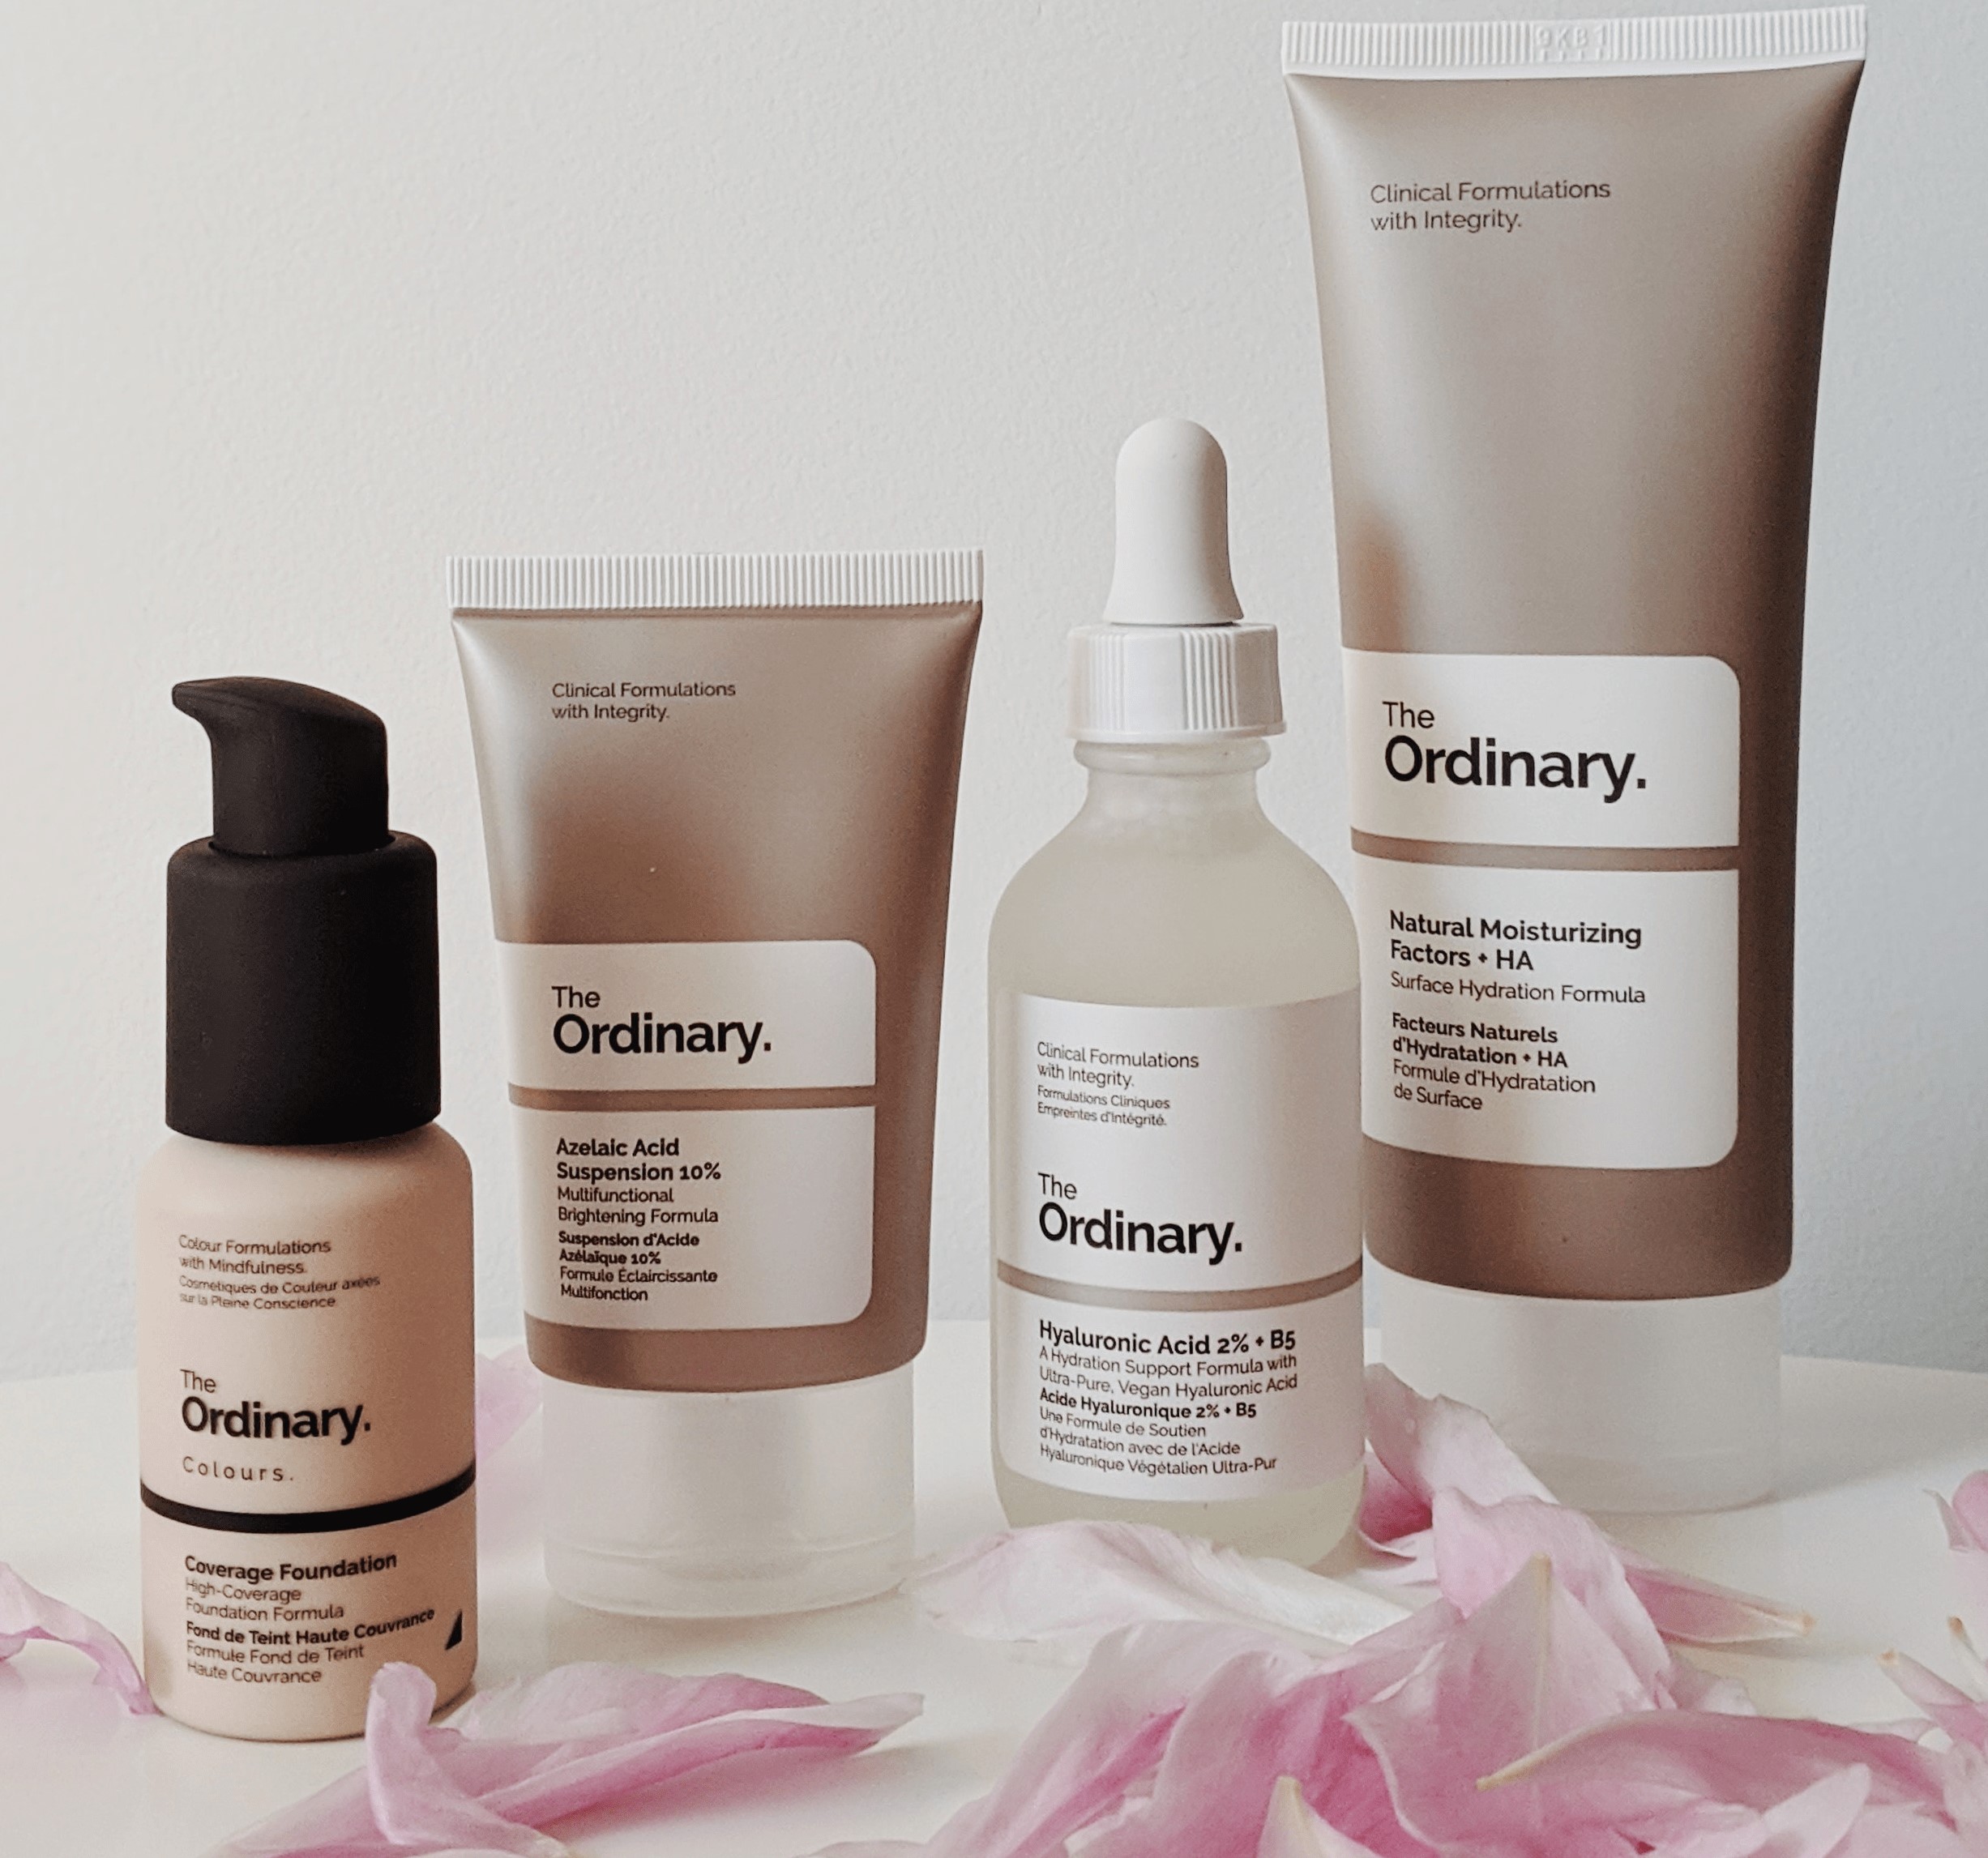 Colour Formulations
with Mindfulness.
Cosmétiques de Couleur axées
sur la Pleine Conscience.
The
Ordinary.
Colours.
Coverage Foundation
High-Coverage
Foundation Formula
Fond de Teint Haute Couvrance
Formule Fond de Teint
Haute Couvrance
Clinical Formulations
with Integrity.
The
Ordinary.
Azelaic Acid
Suspension 10%
Multifunctional
Brightening Formula
Suspension d'Acide
Azélaïque 10%
Formule Éclaircissante
Multifonction
Clinical Formulations
with Integrity.
Formulations Cliniques
Empreintes d'Intégrité.
The
Ordinary.
Hyaluronic Acid 2% + B5
A Hydration Support Formula with
Ultra-Pure, Vegan Hyaluronic Acid
Acide Hyaluronique 2% + B5
Une Formule de Soutien
d'Hydratation avec de l'Acide
Hyaluronique Végétalien Ultra-Pur
9KB1
Clinical Formulations
with Integrity.
The
Ordinary.
Natural Moisturizing
Factors + HA
Surface Hydration Formula
Facteurs Naturels
d'Hydratation + HA
Formule d'Hydratation
de Surface